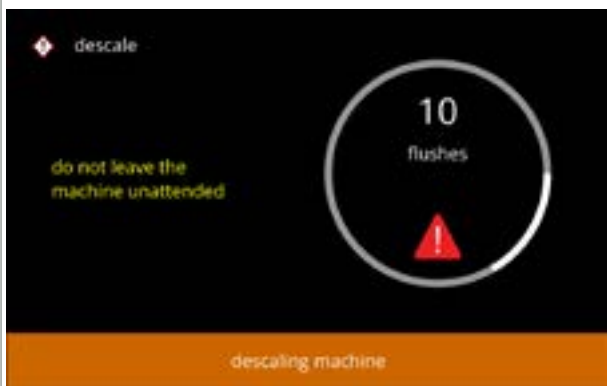 descale
10
flushes
do not leave the
machine unattended
!
descaling machine